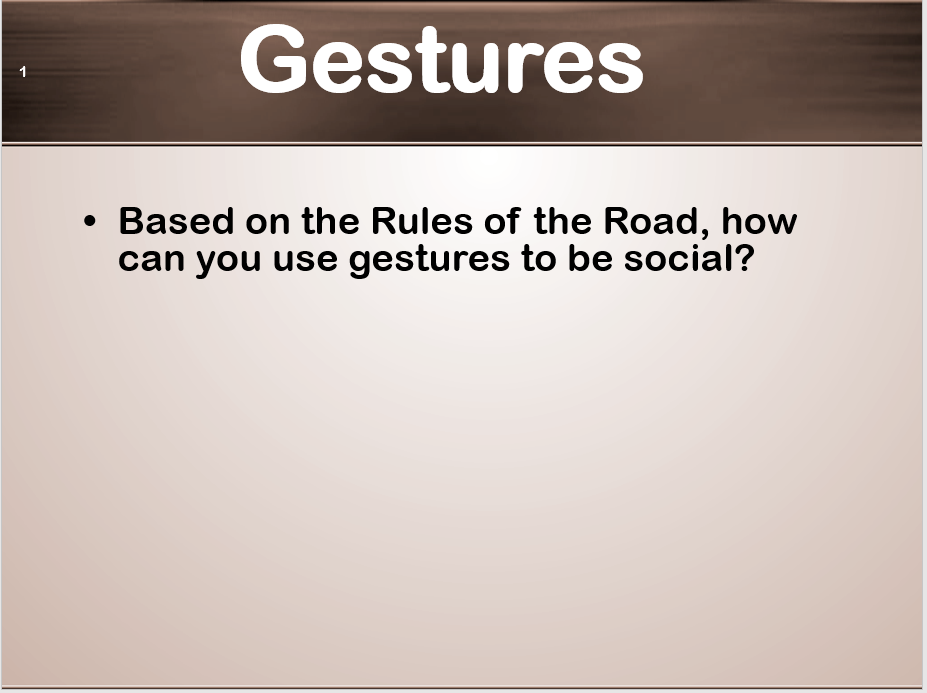 1
Gestures
• Based on the Rules of the Road, how
can you use gestures to be social?